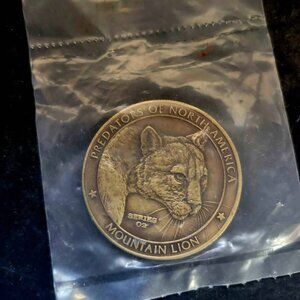 PREDATORS OF NORTH AMERICA
SERIES
02
MOUNTAIN LION